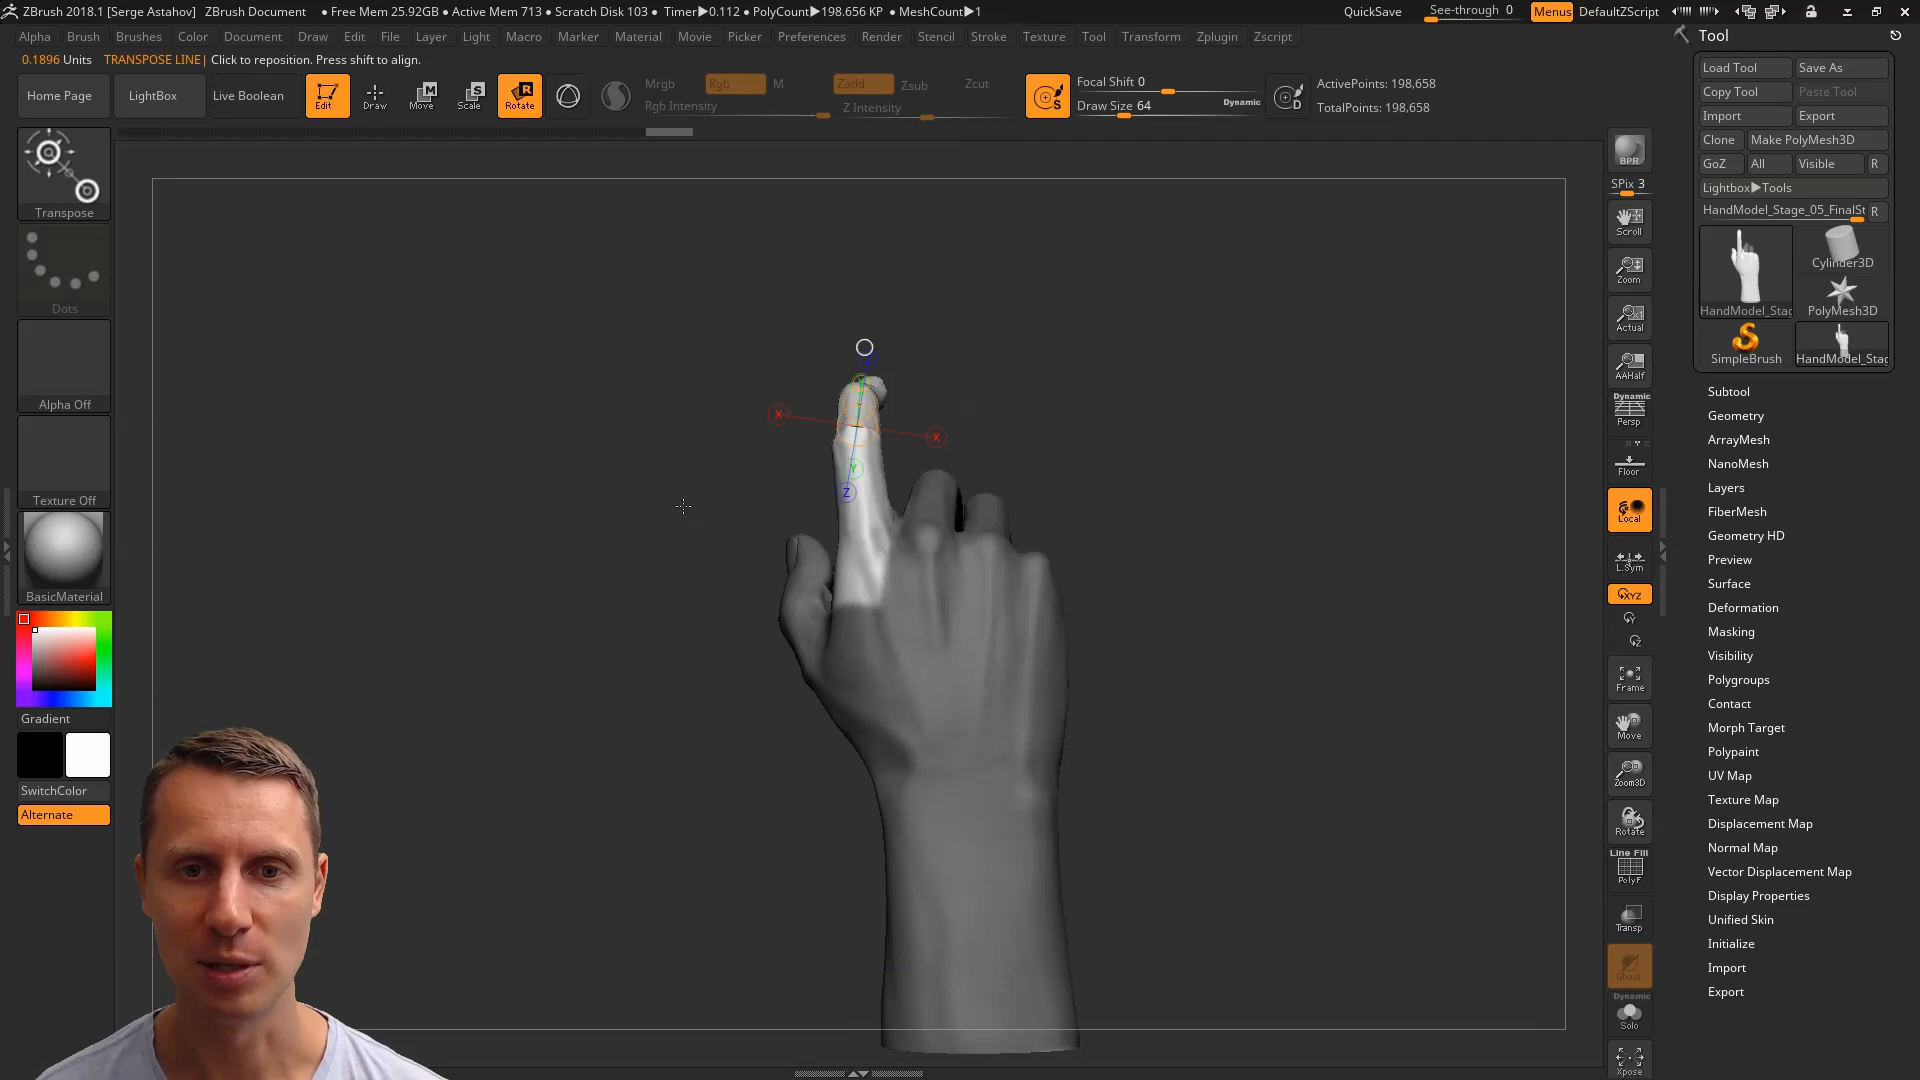 ZBrush 2018.1 [Serge Astahov] ZBrush Document • Free Mem 25.92GB • Active Mem 713 • Scratch Disk 103 • Timer▶0.112 • PolyCount▶198.656 KP • MeshCount▶1 QuickSave See-through 0 Menus DefaultZScript
Alpha Brush Brushes Color Document Draw Edit File Layer Light Macro Marker Material Movie Picker Preferences Render Stencil Stroke Texture Tool Transform Zplugin Zscript
0.1896 Units TRANSPOSE LINE| Click to reposition. Press shift to align.
Home Page LightBox Live Boolean Edit Draw Move Scale Rotate
Mrgb Rgb M Zadd Zsub Zcut
Rgb Intensity Z Intensity
Focal Shift 0
Draw Size 64 Dynamic
ActivePoints: 198,658
TotalPoints: 198,658
Transpose
Dots
Alpha Off
Texture Off
BasicMaterial
Gradient
SwitchColor
Alternate
X
X
Y
Z
BPR
SPix 3
Scroll
Zoom
Actual
AAHalf
Dynamic
Persp
Floor
Local
L.Sym
XYZ
Y
Z
Frame
Move
Zoom3D
Rotate
Line Fill
PolyF
Transp
Ghost
Dynamic
Solo
Xpose
Tool
Load Tool Save As
Copy Tool Paste Tool
Import Export
Clone Make PolyMesh3D
GoZ All Visible R
Lightbox▶Tools
HandModel_Stage_05_FinalSt R
Cylinder3D
HandModel_Stag PolyMesh3D
SimpleBrush HandModel_Stag
Subtool
Geometry
ArrayMesh
NanoMesh
Layers
FiberMesh
Geometry HD
Preview
Surface
Deformation
Masking
Visibility
Polygroups
Contact
Morph Target
Polypaint
UV Map
Texture Map
Displacement Map
Normal Map
Vector Displacement Map
Display Properties
Unified Skin
Initialize
Import
Export